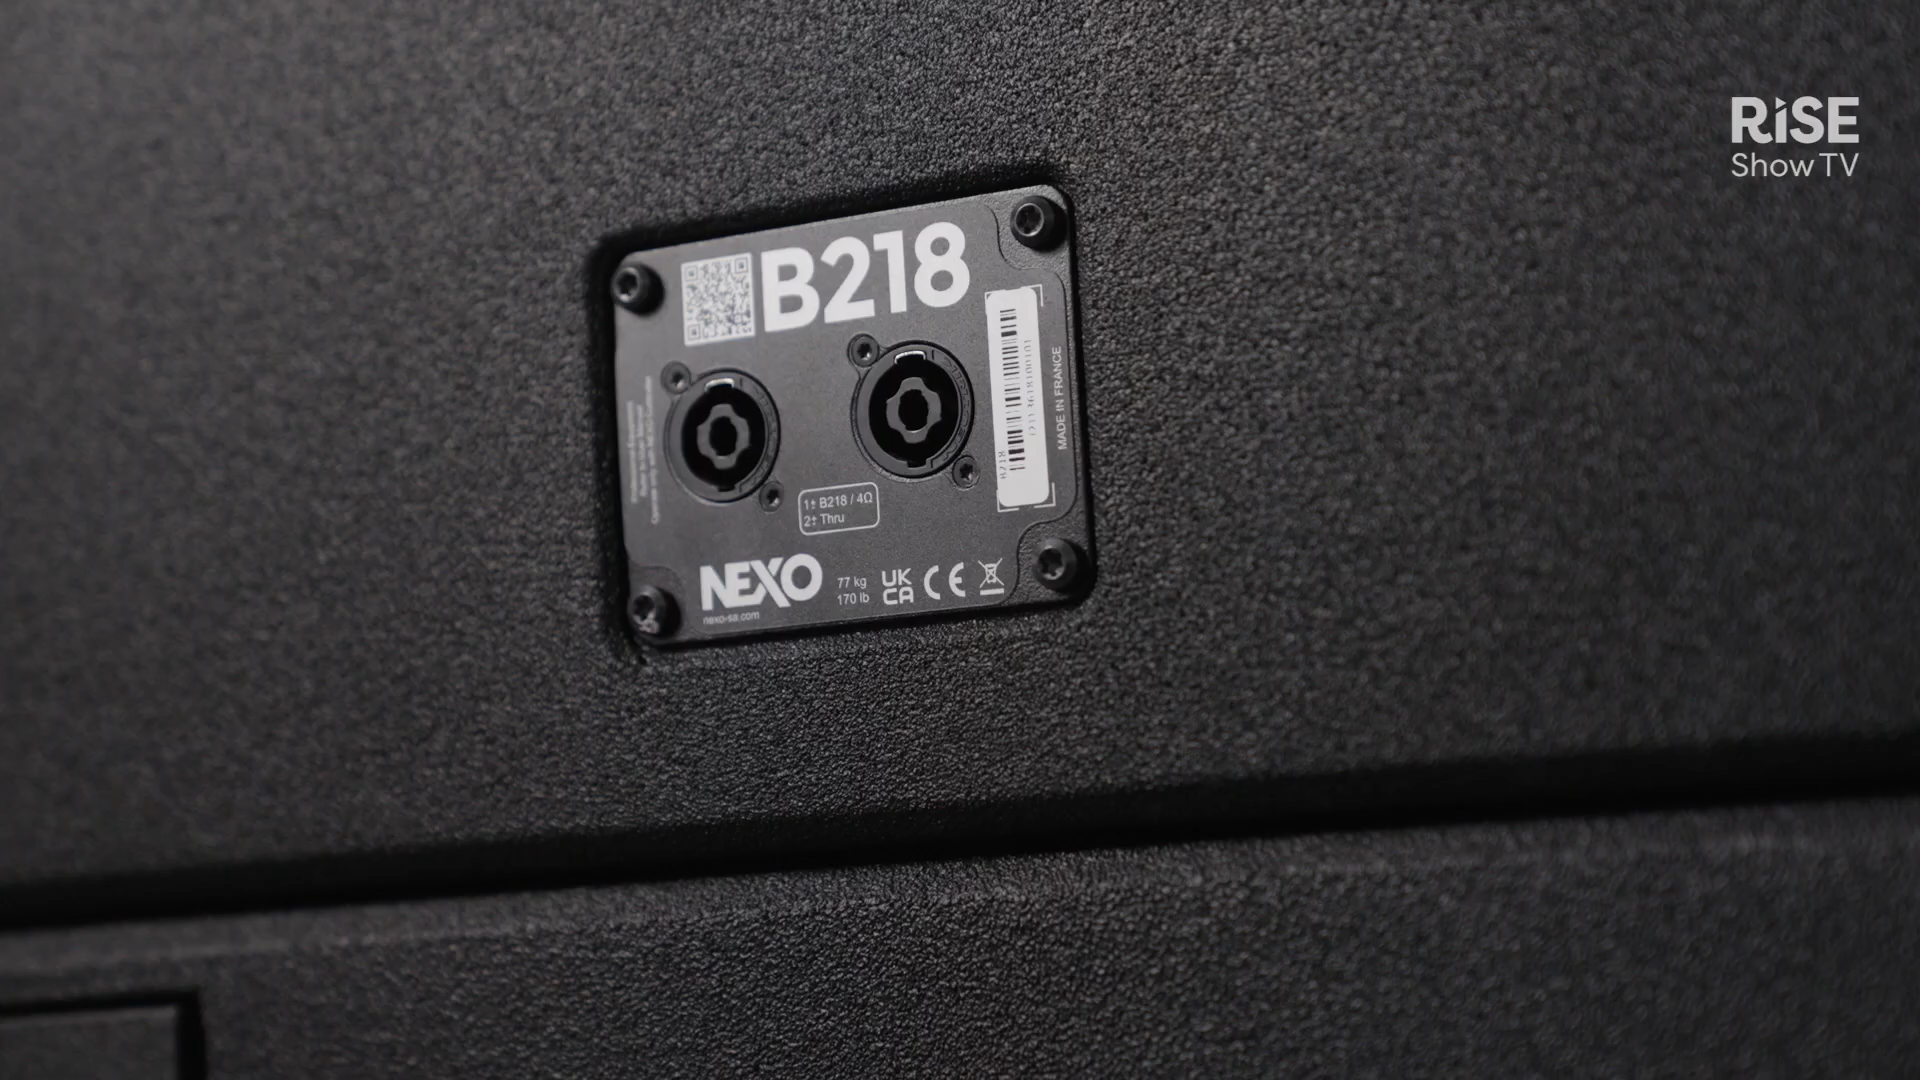 RiSE
Show TV
B218
B218
MADE IN FRANCE
1± B218 / 4Ω
2± Thru
NEXO
nexo-sa.com
77 kg
170 lb
UK
CA
CE